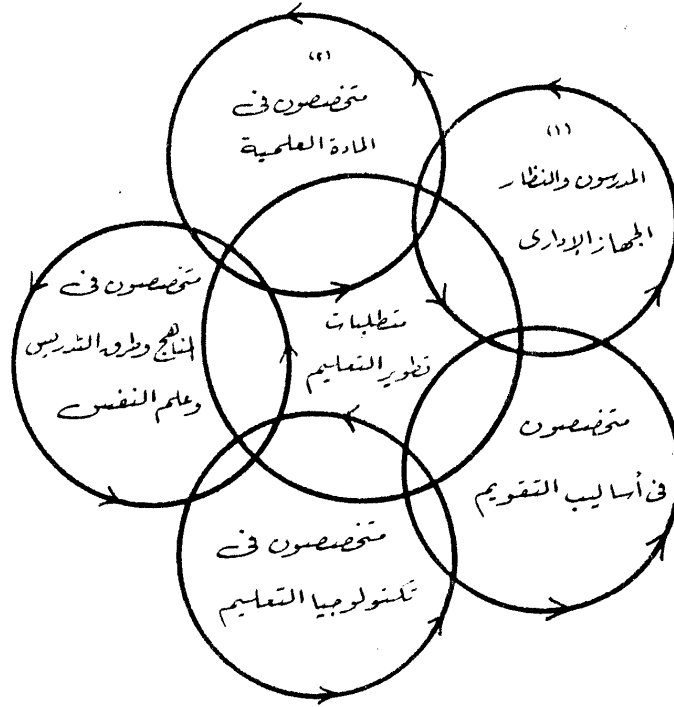 (١)
المدرسون والنظار
الجهاز الإدارى
(٢)
متخصصون فى
المادة العلمية
متخصصون فى
المناهج وطرق التدريس
وعلم النفس
متطلبات
تطوير التعليم
متخصصون
فى أساليب التقويم
متخصصون فى
تكنولوجيا التعليم